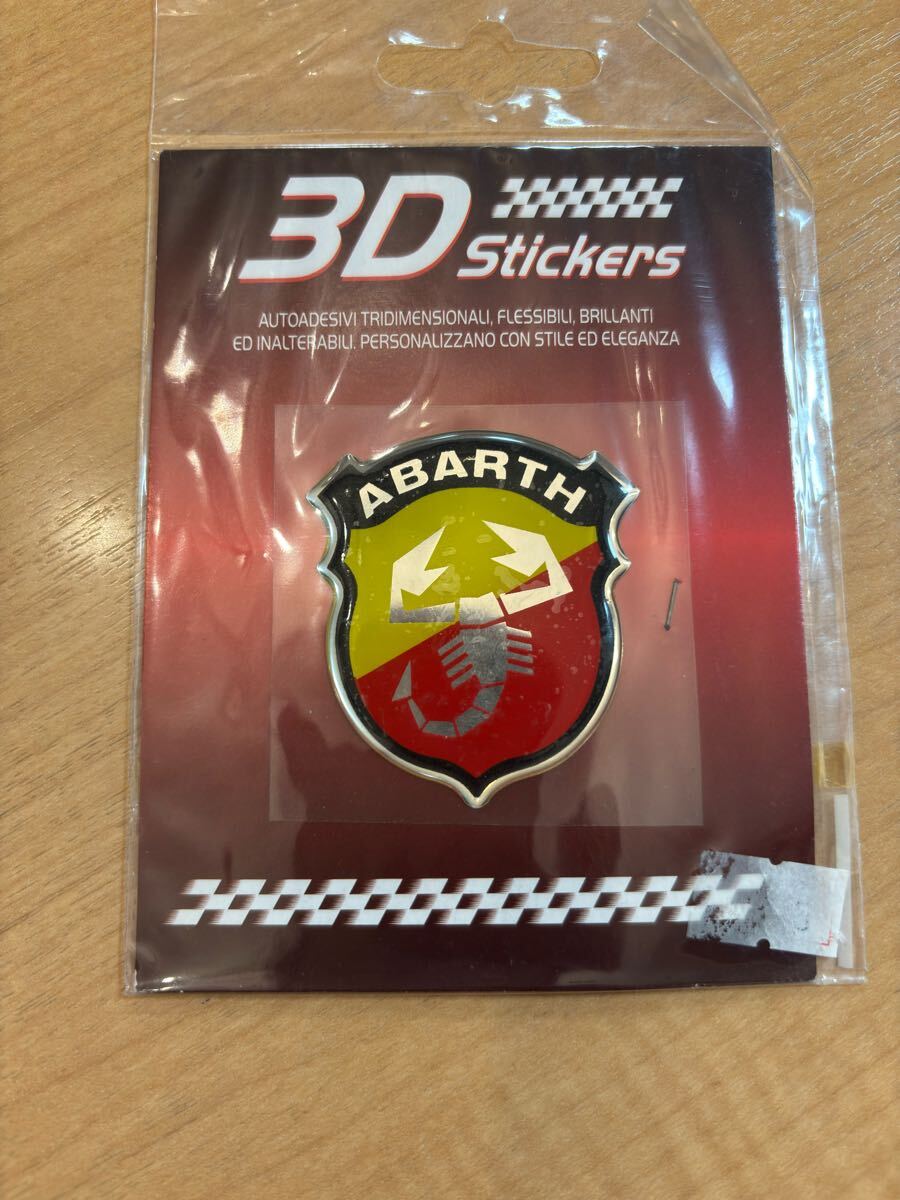 3D Stickers
AUTOADESIVI TRIDIMENSIONALI, FLESSIBILI, BRILLANTI
ED INALTERABILI. PERSONALIZZANO CON STILE ED ELEGANZA
ABARTH